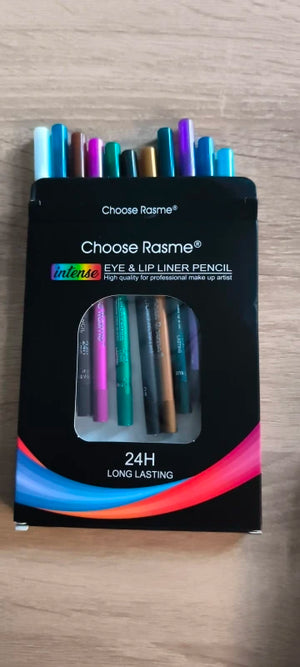 Choose Rasme®
Choose Rasme®
intense EYE & LIP LINER PENCIL
High quality for professional make up artist
24H
LONG LASTING